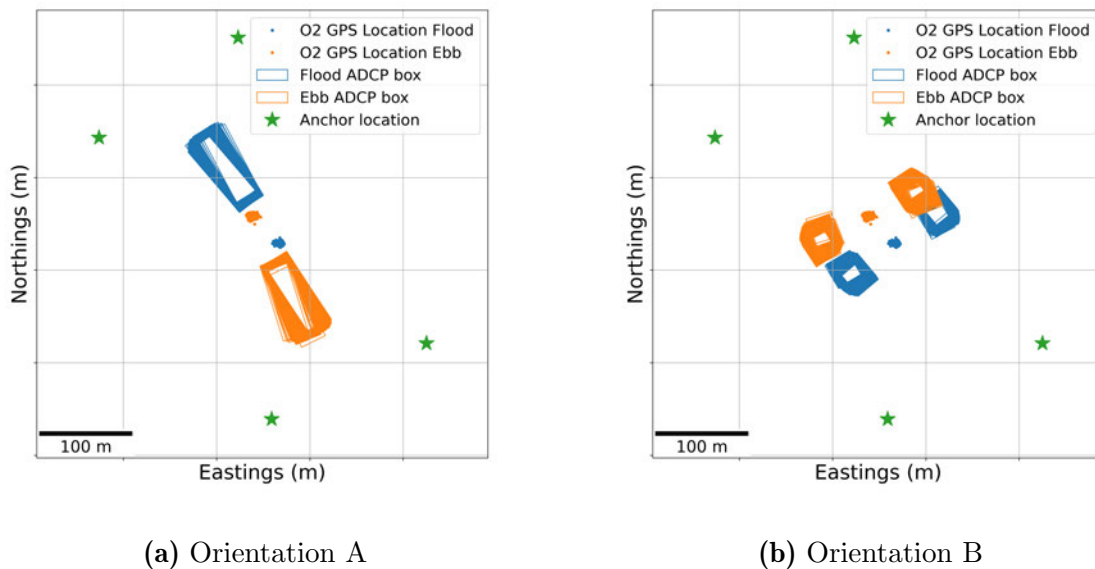 O2 GPS Location Flood
O2 GPS Location Ebb
Flood ADCP box
Ebb ADCP box
Anchor location
Northings (m)
100 m
Eastings (m)
(a) Orientation A
O2 GPS Location Flood
O2 GPS Location Ebb
Flood ADCP box
Ebb ADCP box
Anchor location
Northings (m)
100 m
Eastings (m)
(b) Orientation B